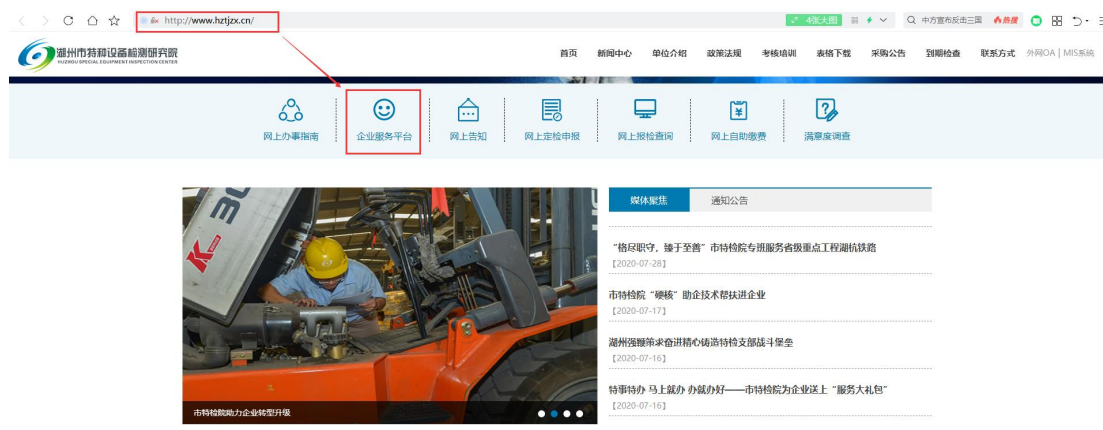 http://www.hztjzx.cn/
4张大图
中方宣布反击三国
热搜
湖州市特种设备检测研究院
HUZHOU SPECIAL EQUIPMENT INSPECTION CENTER
首页 新闻中心 单位介绍 政策法规 考核培训 表格下载 采购公告 到期检查 联系方式 外网OA | MIS系统
网上办事指南 企业服务平台 网上告知 网上定检申报 网上报检查询 网上自助缴费 满意度调查
媒体聚焦 通知公告
“恪尽职守，臻于至善”市特检院专班服务省级重点工程湖杭铁路
【2020-07-28】
市特检院“硬核”助企技术帮扶进企业
【2020-07-17】
湖州强鞭策求奋进精心铸造特检支部战斗堡垒
【2020-07-16】
特事特办 马上就办 办就办好——市特检院为企业送上“服务大礼包”
【2020-07-16】
市特检院助力企业转型升级